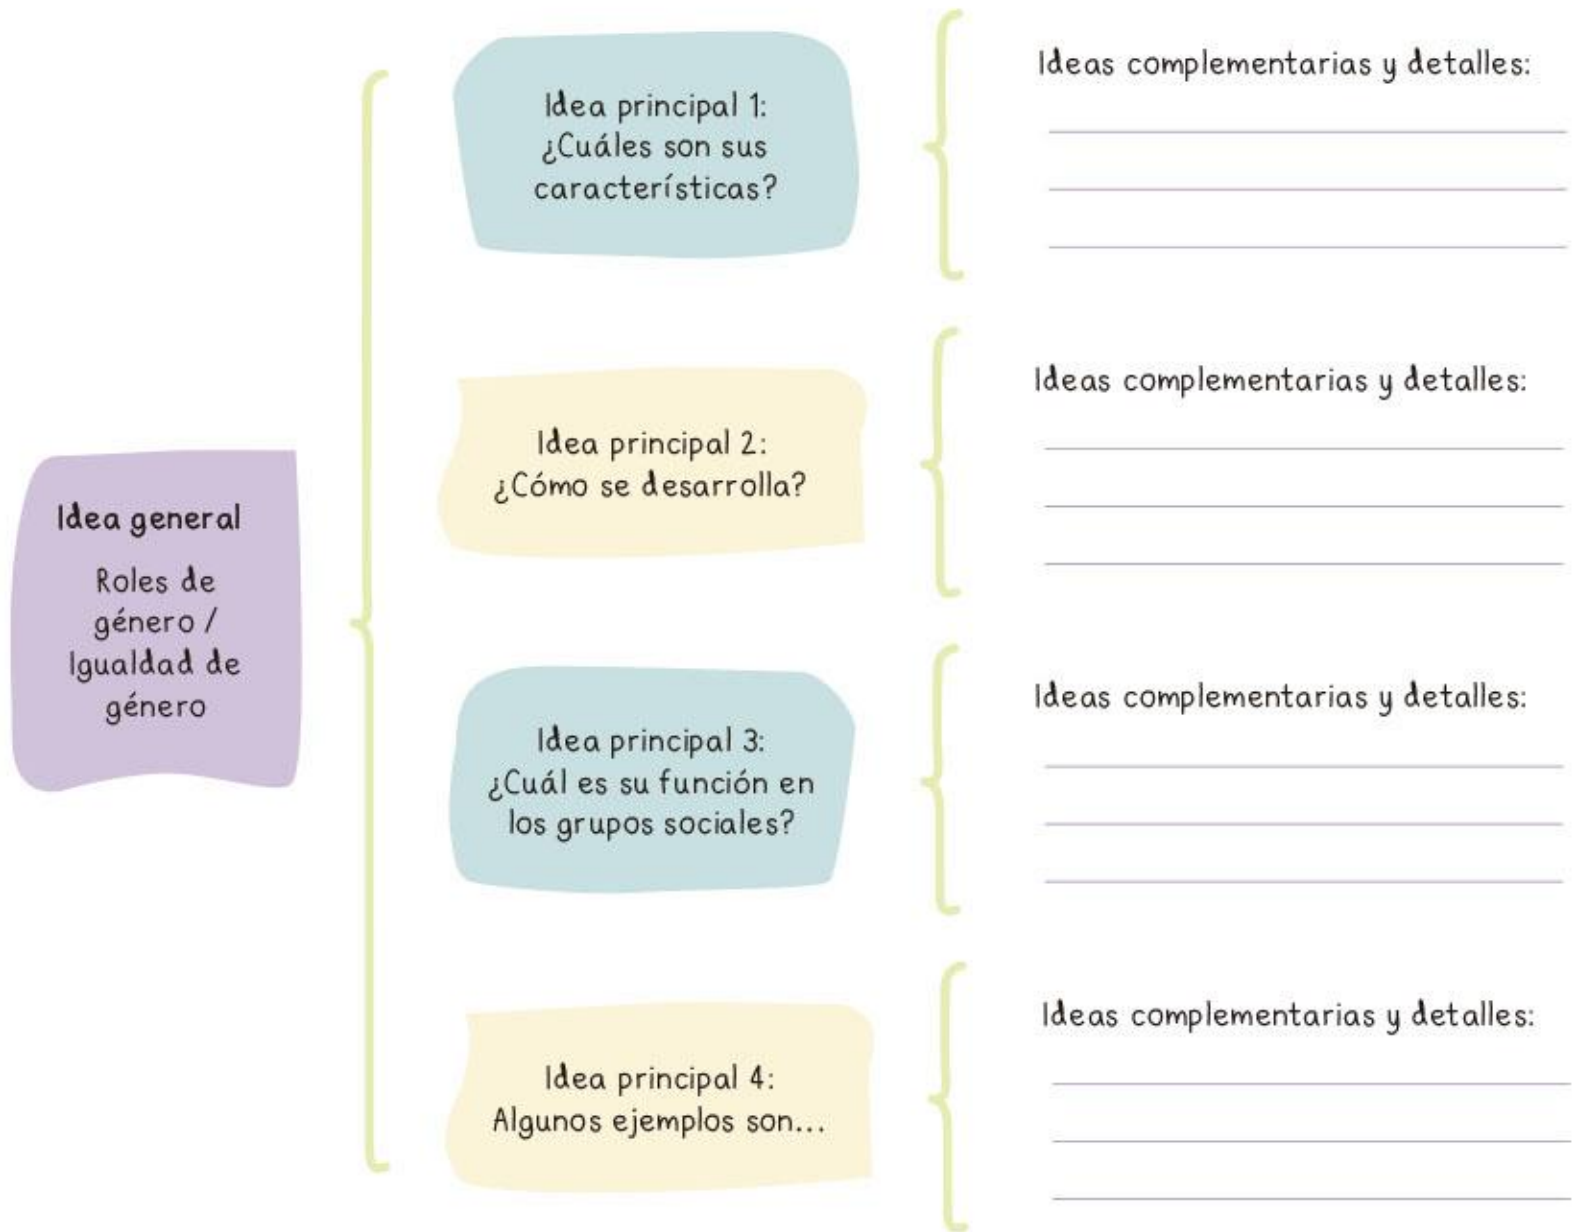 Idea general
Roles de
género /
Igualdad de
género
Idea principal 1:
¿Cuáles son sus
características?
Ideas complementarias y detalles:
Idea principal 2:
¿Cómo se desarrolla?
Ideas complementarias y detalles:
Idea principal 3:
¿Cuál es su función en
los grupos sociales?
Ideas complementarias y detalles:
Idea principal 4:
Algunos ejemplos son...
Ideas complementarias y detalles: